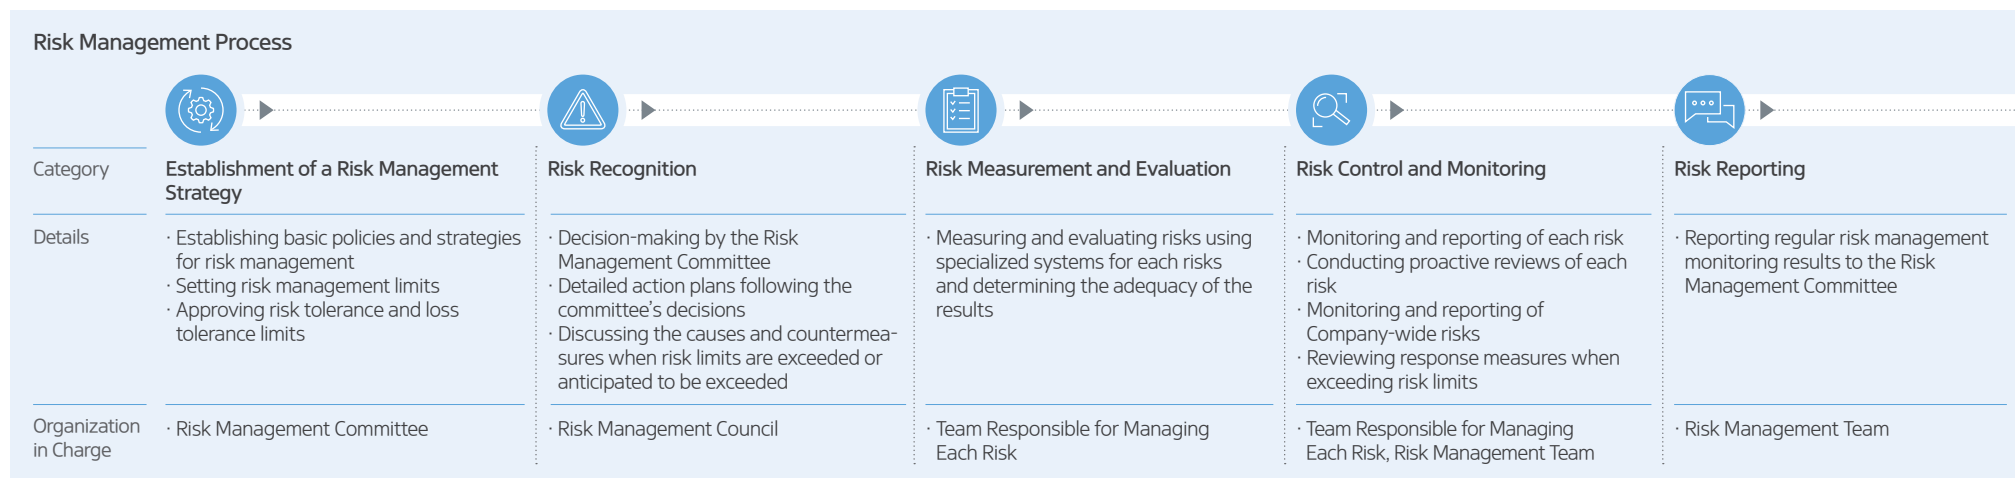 Risk Management Process
Category
Establishment of a Risk Management
Strategy
Risk Recognition
Risk Measurement and Evaluation
Risk Control and Monitoring
Risk Reporting
Details
· Establishing basic policies and strategies
for risk management
· Setting risk management limits
· Approving risk tolerance and loss
tolerance limits
· Decision-making by the Risk
Management Committee
· Detailed action plans following the
committee’s decisions
· Discussing the causes and countermea-
sures when risk limits are exceeded or
anticipated to be exceeded
· Measuring and evaluating risks using
specialized systems for each risks
and determining the adequacy of the
results
· Monitoring and reporting of each risk
· Conducting proactive reviews of each
risk
· Monitoring and reporting of
Company-wide risks
· Reviewing response measures when
exceeding risk limits
· Reporting regular risk management
monitoring results to the Risk
Management Committee
Organization
in Charge
· Risk Management Committee
· Risk Management Council
· Team Responsible for Managing
Each Risk
· Team Responsible for Managing
Each Risk, Risk Management Team
· Risk Management Team